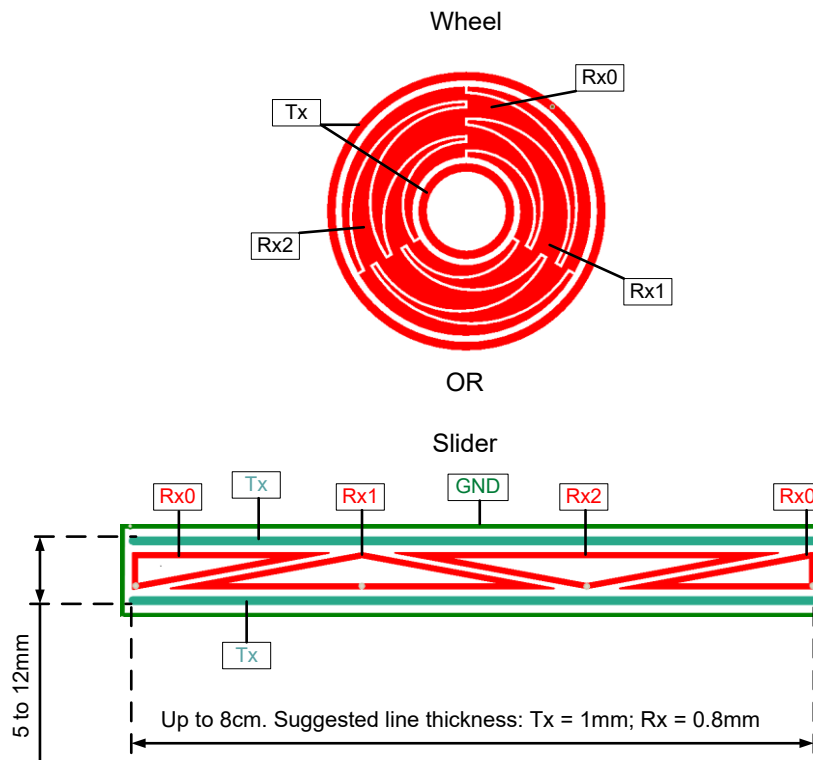 Wheel
Rx0
Tx
Rx2
Rx1
OR
Slider
Rx0
Tx
Rx1
GND
Rx2
Rx0
Tx
5 to 12mm
Up to 8cm. Suggested line thickness: Tx = 1mm; Rx = 0.8mm